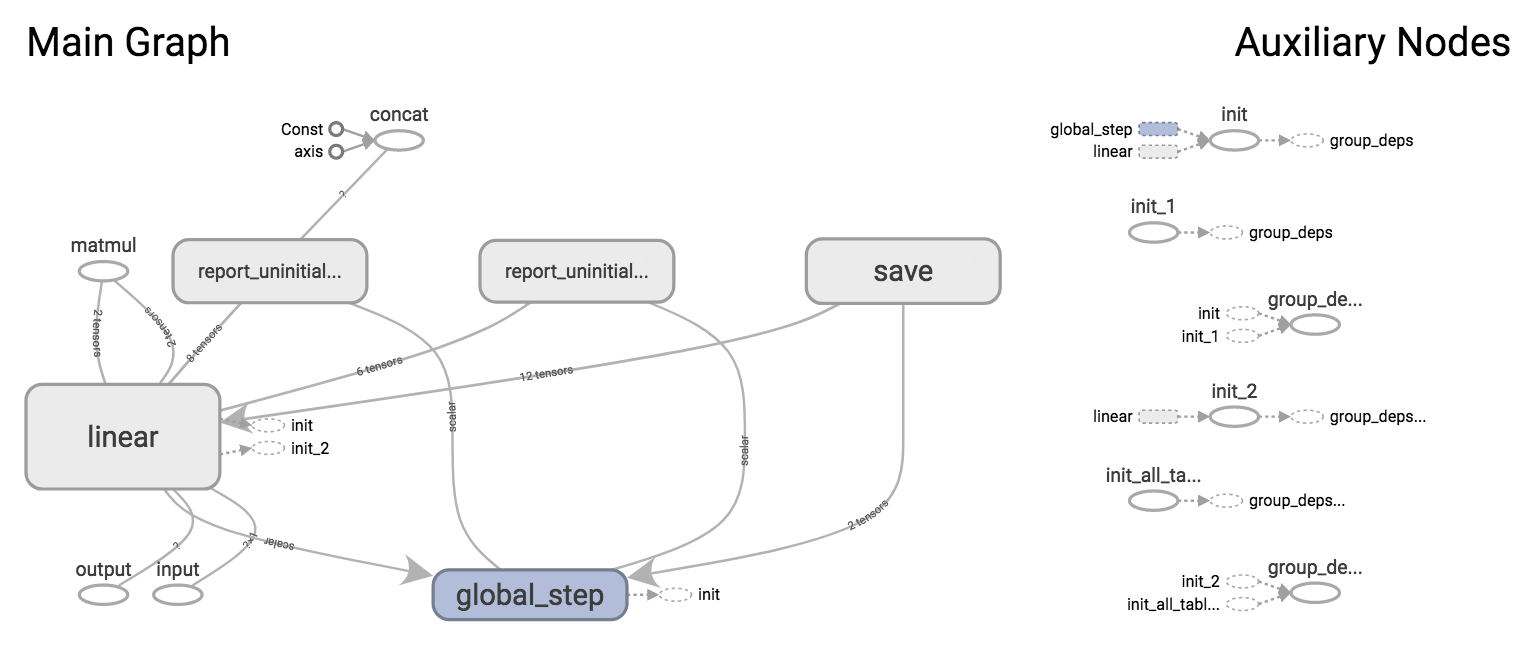 Main Graph
Auxiliary Nodes
concat
Const
axis
?
matmul
report_uninitial...
report_uninitial...
save
2 tensors
2 tensors
8 tensors
6 tensors
12 tensors
scalar
scalar
linear
init
init_2
2 tensors
?
scalar
output
input
global_step
init
init
global_step
linear
group_deps
init_1
group_deps
group_de...
init
init_1
init_2
linear
group_deps...
init_all_ta...
group_deps...
group_de...
init_2
init_all_tabl...